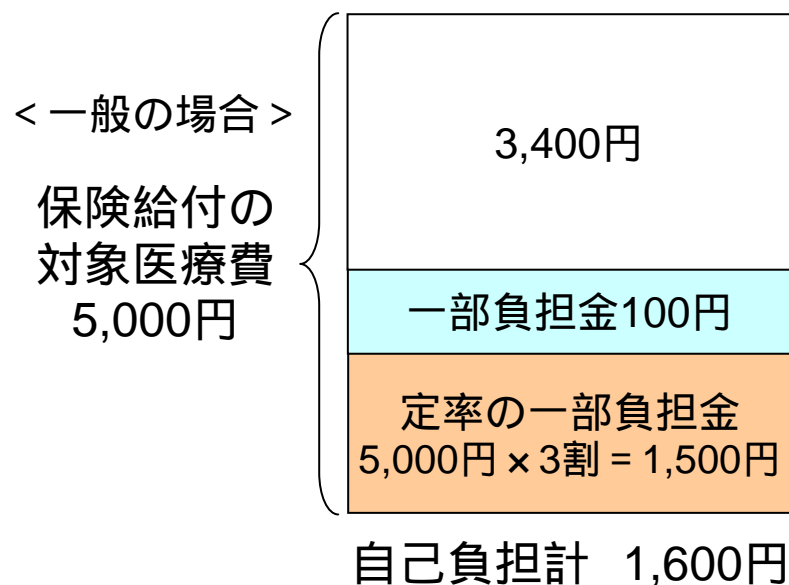 ＜一般の場合＞
保険給付の
対象医療費
5,000円
3,400円
一部負担金100円
定率の一部負担金
5,000円×3割＝1,500円
自己負担計 1,600円